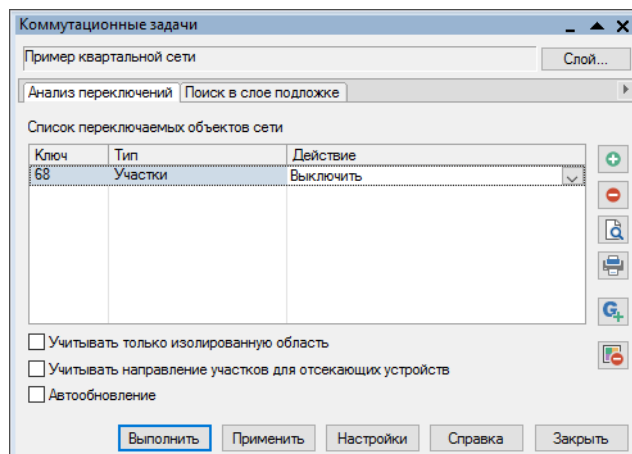 Коммутационные задачи
Пример квартальной сети Слой...
Анализ переключений Поиск в слое подложке
Список переключаемых объектов сети
Ключ Тип Действие
68 Участки Выключить
Учитывать только изолированную область
Учитывать направление участков для отсекающих устройств
Автообновление
Выполнить Применить Настройки Справка Закрыть